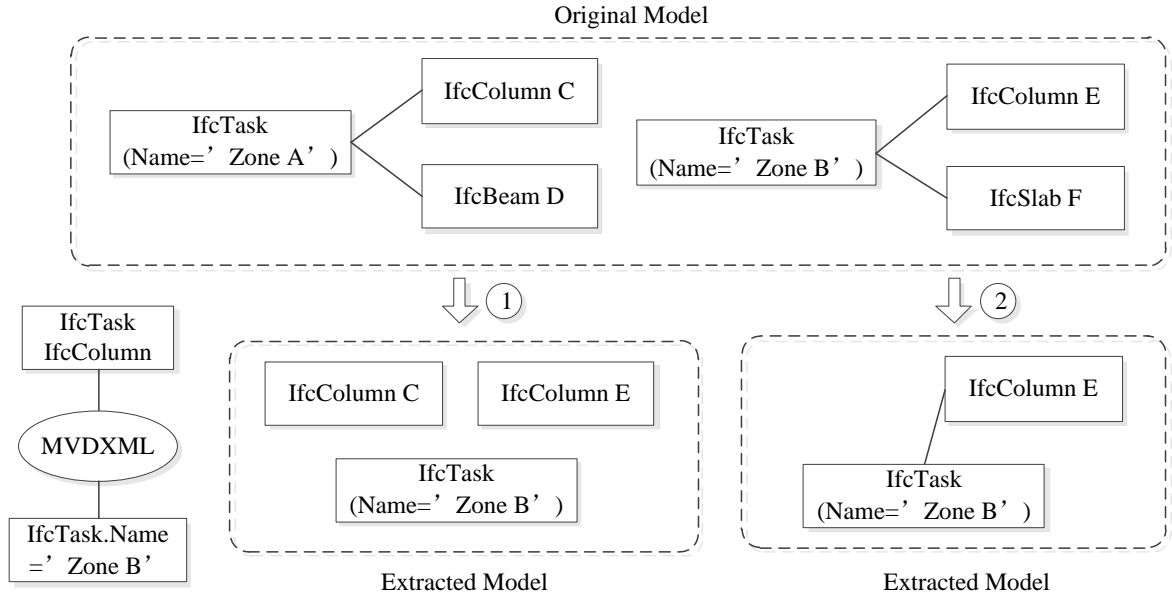 Original Model
IfcTask
(Name=’Zone A’)
IfcColumn C
IfcBeam D
IfcTask
(Name=’Zone B’)
IfcColumn E
IfcSlab F
1
2
IfcTask
IfcColumn
MVDXML
IfcTask.Name
=’Zone B’
IfcColumn C
IfcColumn E
IfcTask
(Name=’Zone B’)
Extracted Model
IfcColumn E
IfcTask
(Name=’Zone B’)
Extracted Model